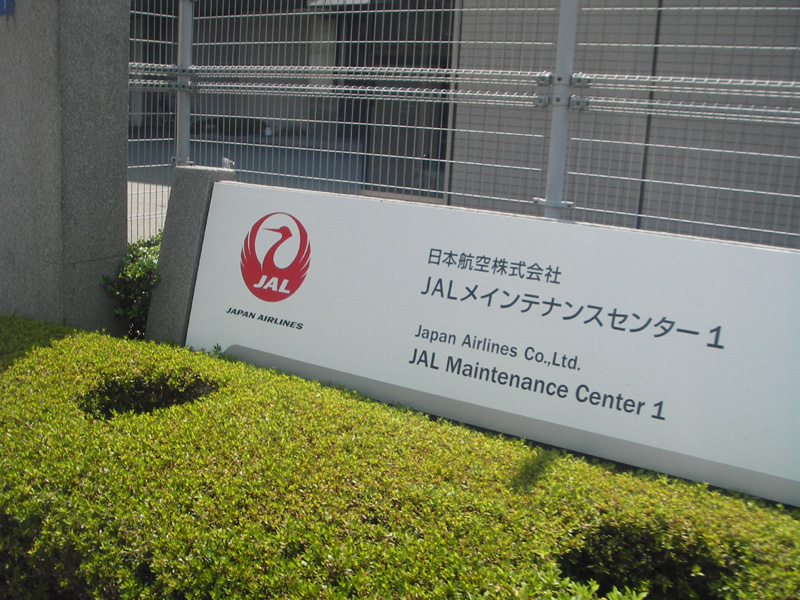 JAL
JAPAN AIRLINES
日本航空株式会社
JALメインテナンスセンター1
Japan Airlines Co.,Ltd.
JAL Maintenance Center 1